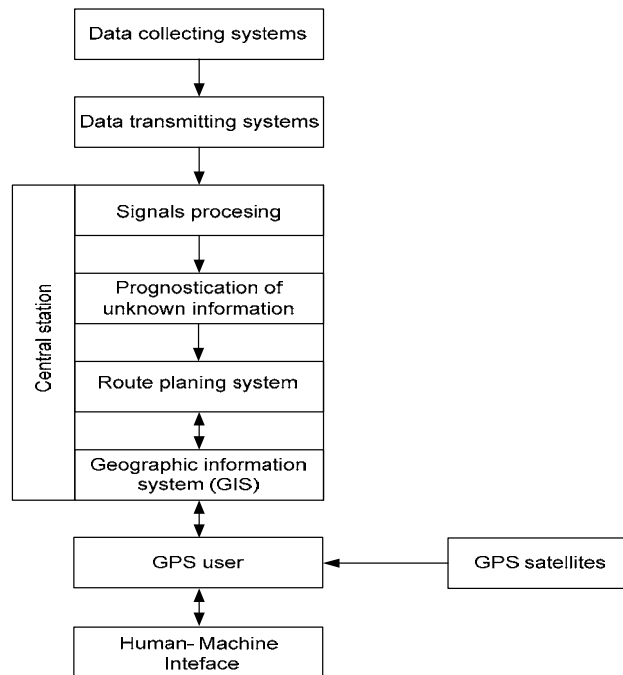 Data collecting systems
Data transmitting systems
Central station
Signals procesing
Prognostication of
unknown information
Route planing system
Geographic information
system (GIS)
GPS user
GPS satellites
Human- Machine
Inteface